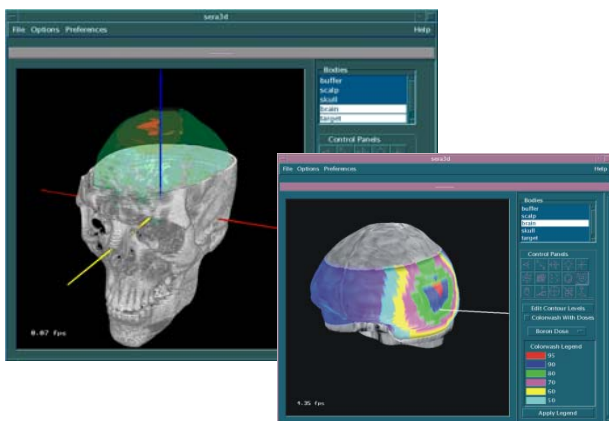 sera3d
File Options Preferences Help
Bodies
buffer
scalp
skull
brain
target
Control Panels
0.07 fps
sera3d
File Options Preferences Help
Bodies
buffer
scalp
brain
skull
target
Control Panels
Edit Contour Levels
Colorwash With Doses
Boron Dose
Colorwash Legend
95
90
80
70
60
50
Apply Legend
4.35 fps